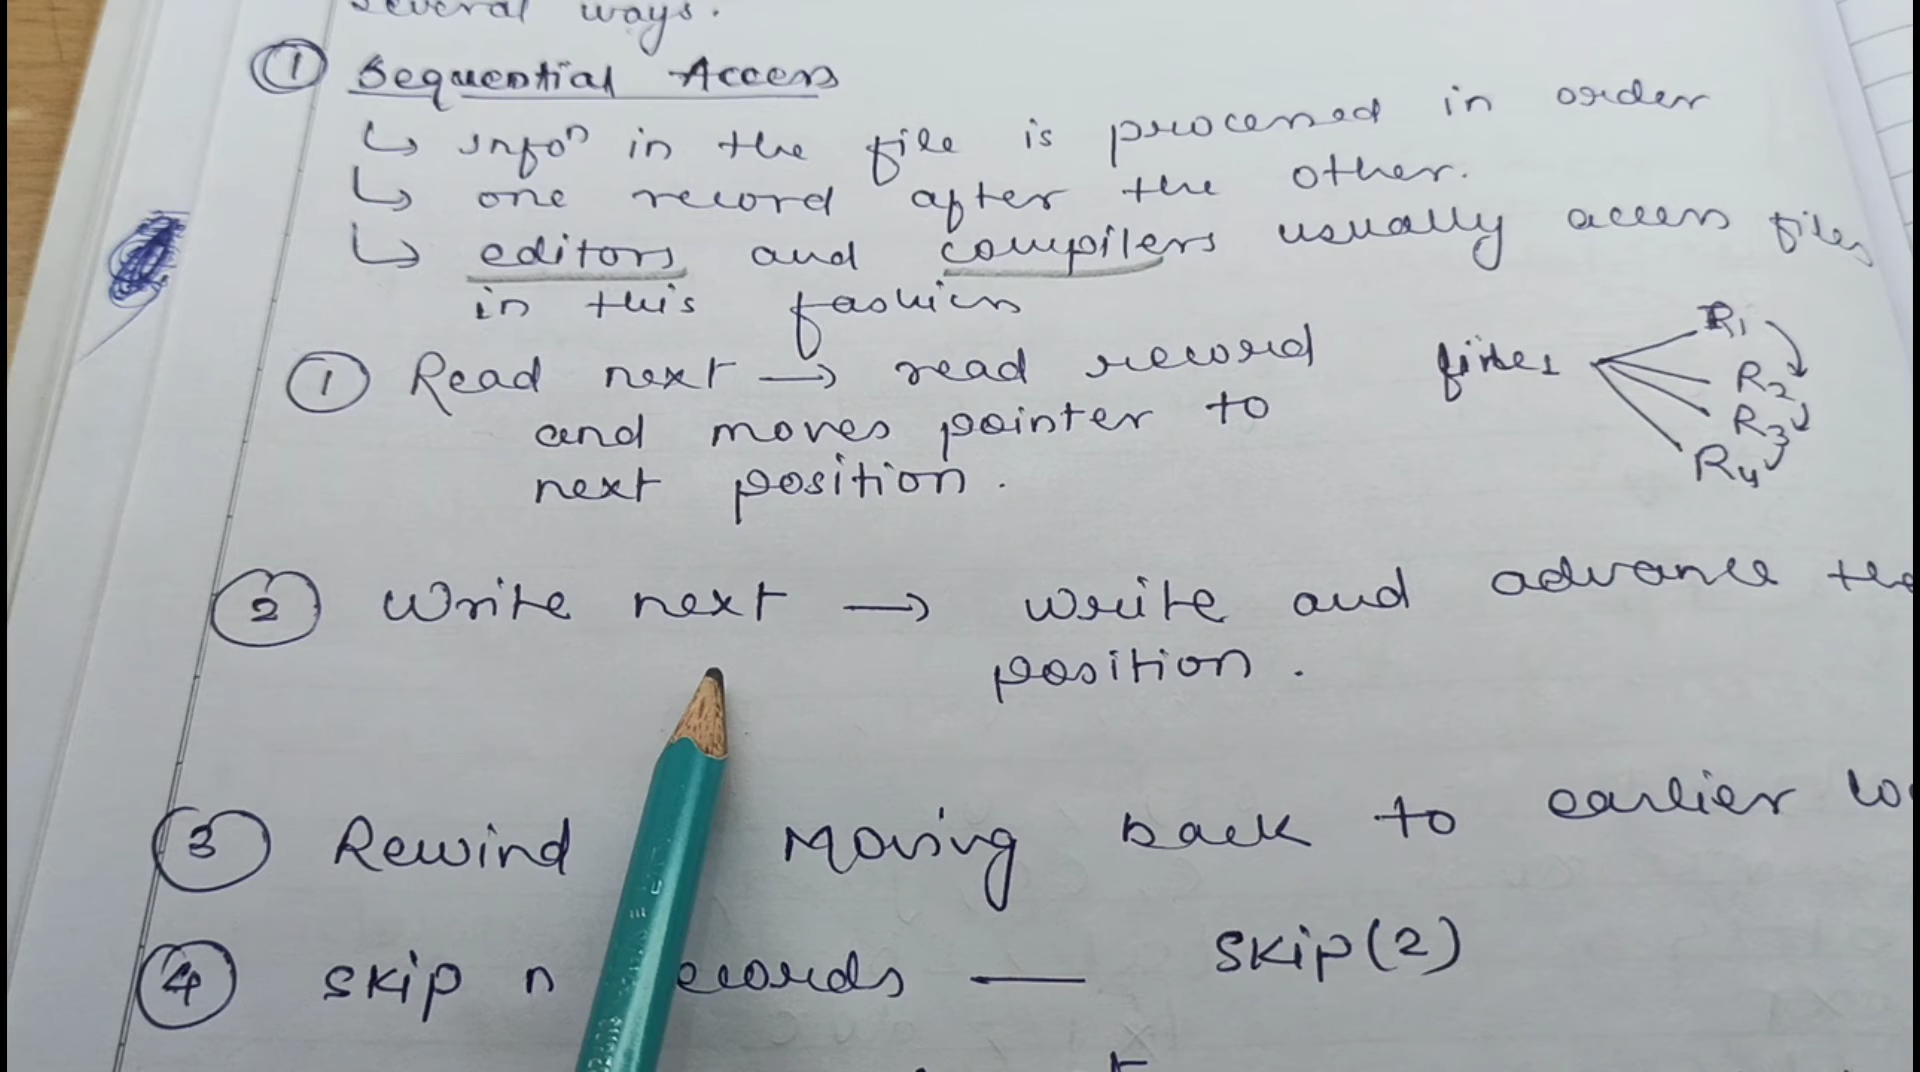 several ways.
① Sequential Access
↳ Infoⁿ in the file is processed in order
↳ one record after the other.
↳ editors and compilers usually access files
in this fashion
① Read next → read record
and moves pointer to
next position.
files
R1
R2
R3
R4
② Write next → write and advance the
position.
③ Rewind Moving back to earlier
④ skip n records — skip(2)